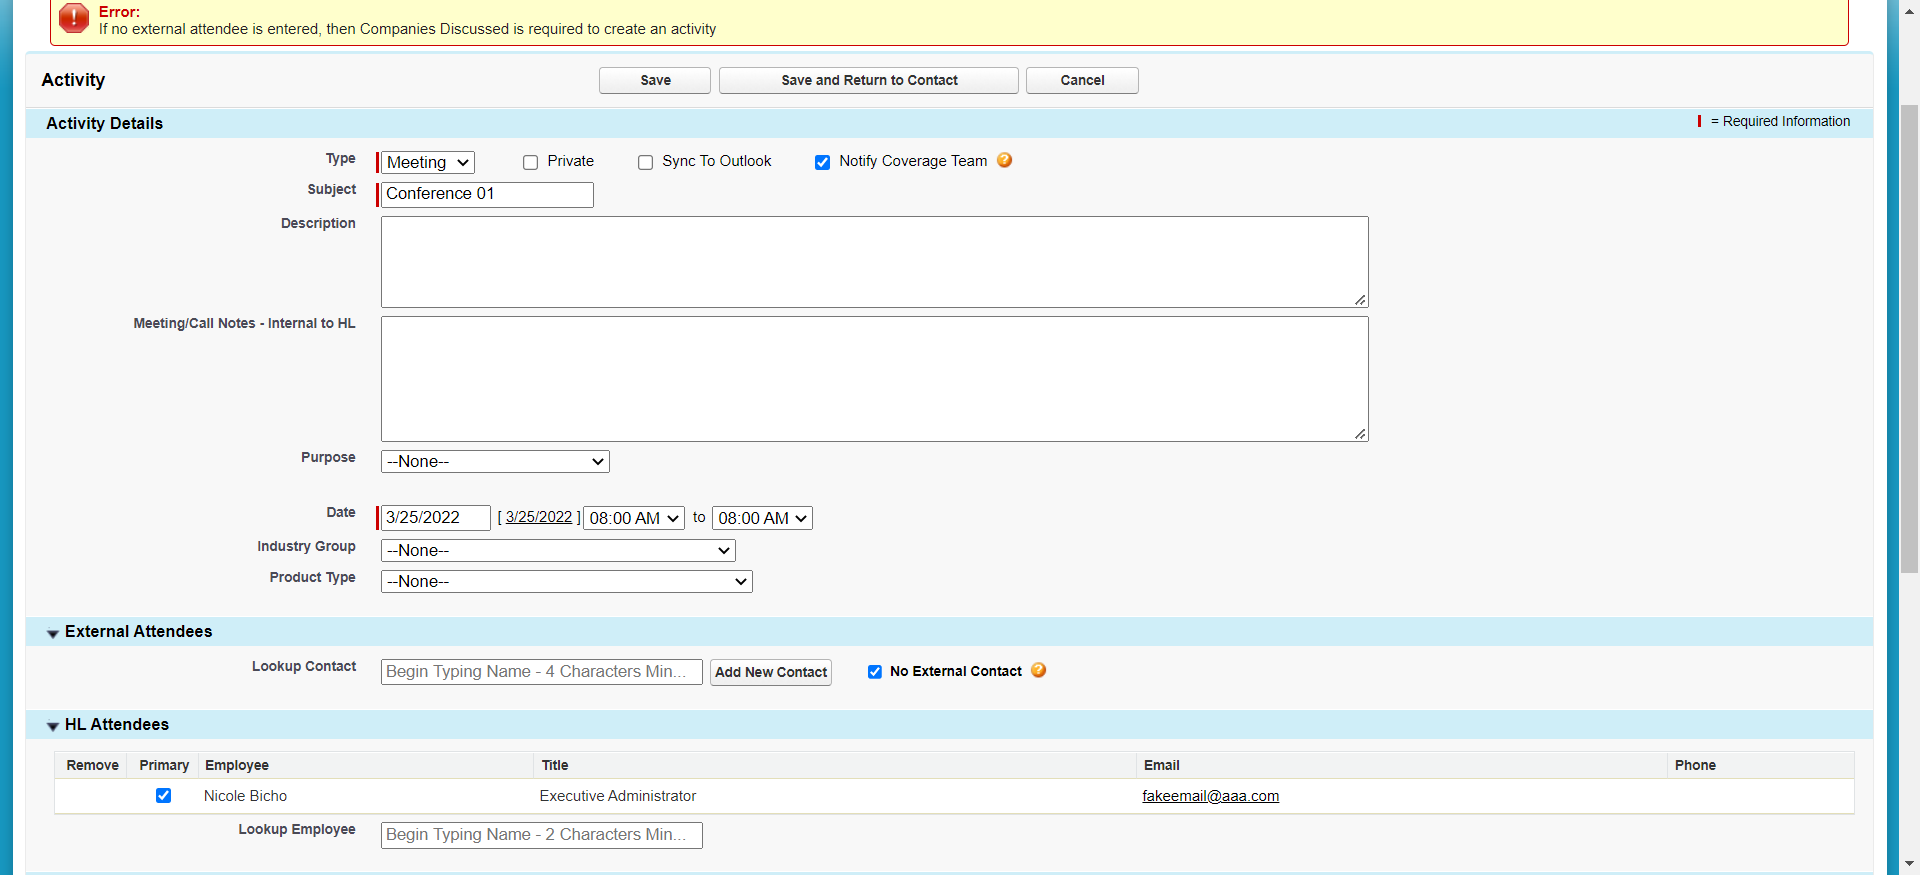 Error:
If no external attendee is entered, then Companies Discussed is required to create an activity
Activity
Save
Save and Return to Contact
Cancel
Activity Details
= Required Information
Type
Meeting
Private
Sync To Outlook
Notify Coverage Team
Subject
Conference 01
Description
Meeting/Call Notes - Internal to HL
Purpose
--None--
Date
3/25/2022 [ 3/25/2022 ] 08:00 AM to 08:00 AM
Industry Group
--None--
Product Type
--None--
External Attendees
Lookup Contact
Begin Typing Name - 4 Characters Min...
Add New Contact
No External Contact
HL Attendees
Remove Primary Employee Title Email Phone
Nicole Bicho Executive Administrator fakeemail@aaa.com
Lookup Employee
Begin Typing Name - 2 Characters Min...